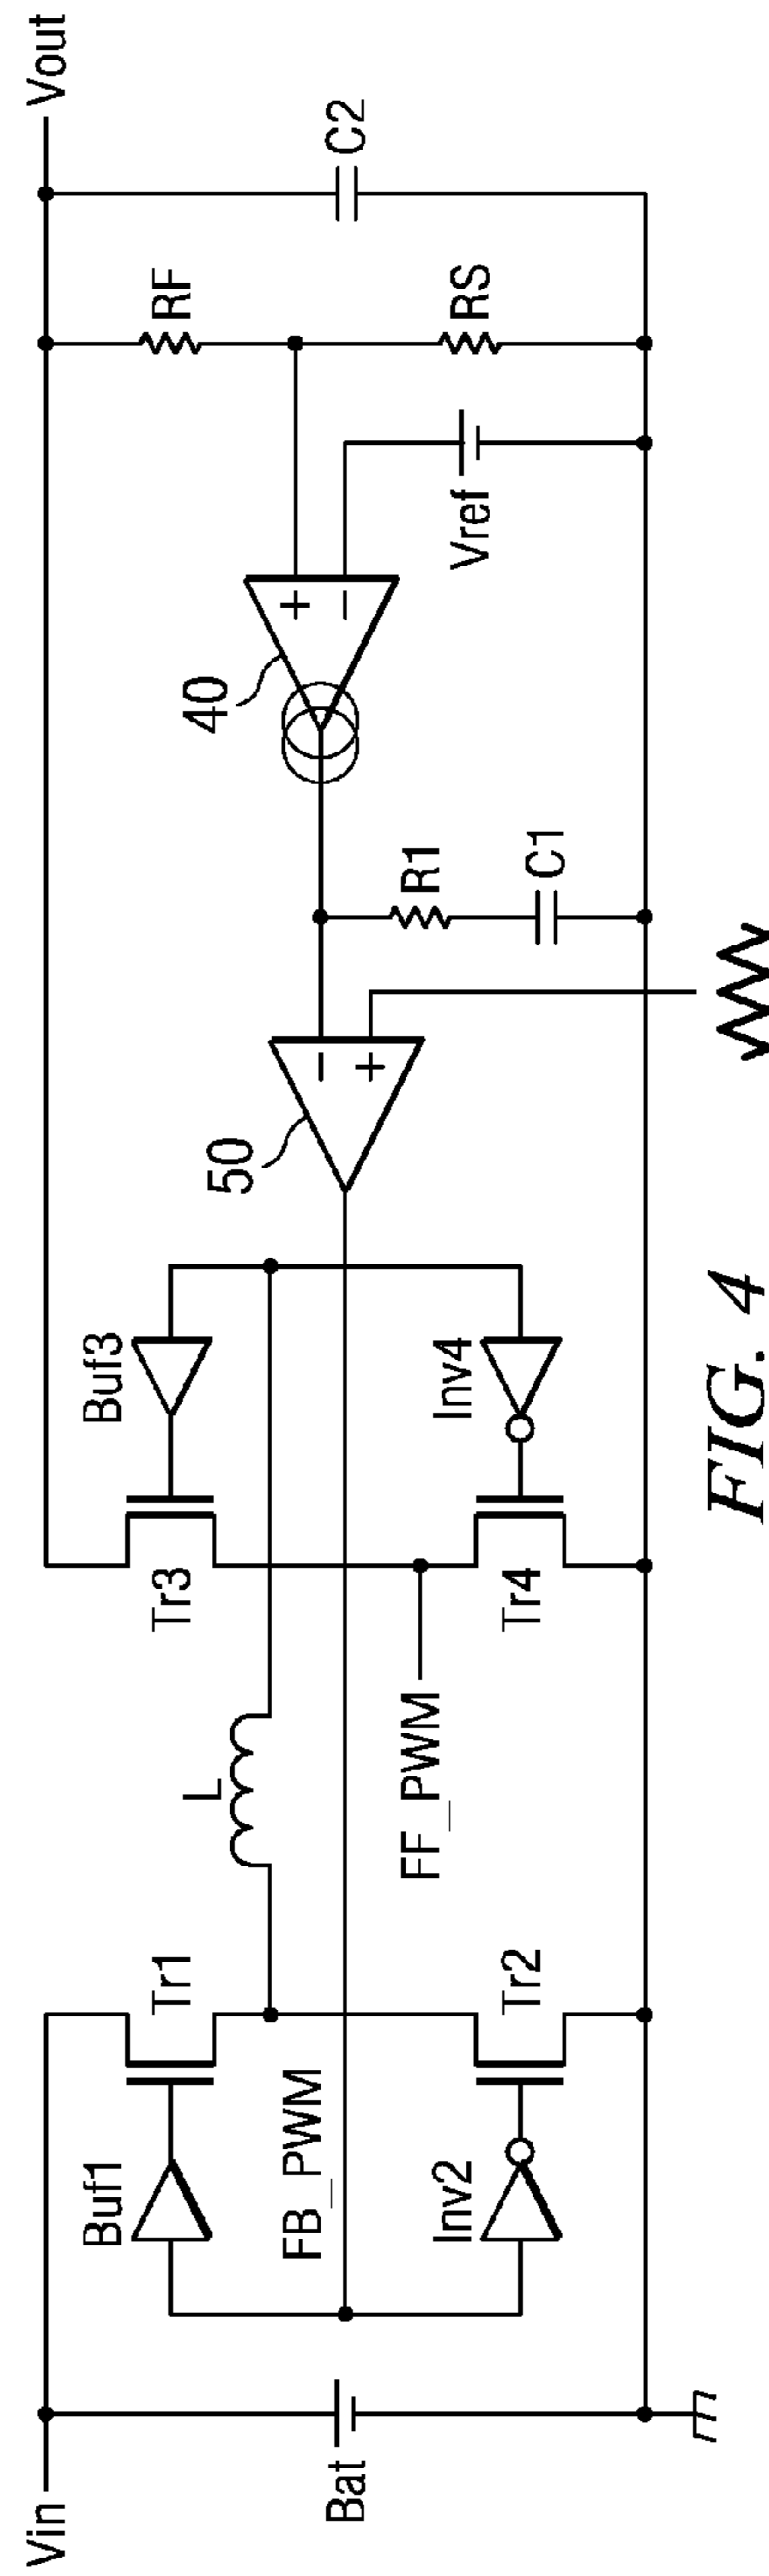 Vin
Vout
Buf1
Tr1
Tr3
Buf3
RF
L
40
50
FB_PWM
Bat
C2
+
−
−
+
R1
FF_PWM
Inv2
Tr2
Tr4
Inv4
Vref
RS
C1
FIG. 4